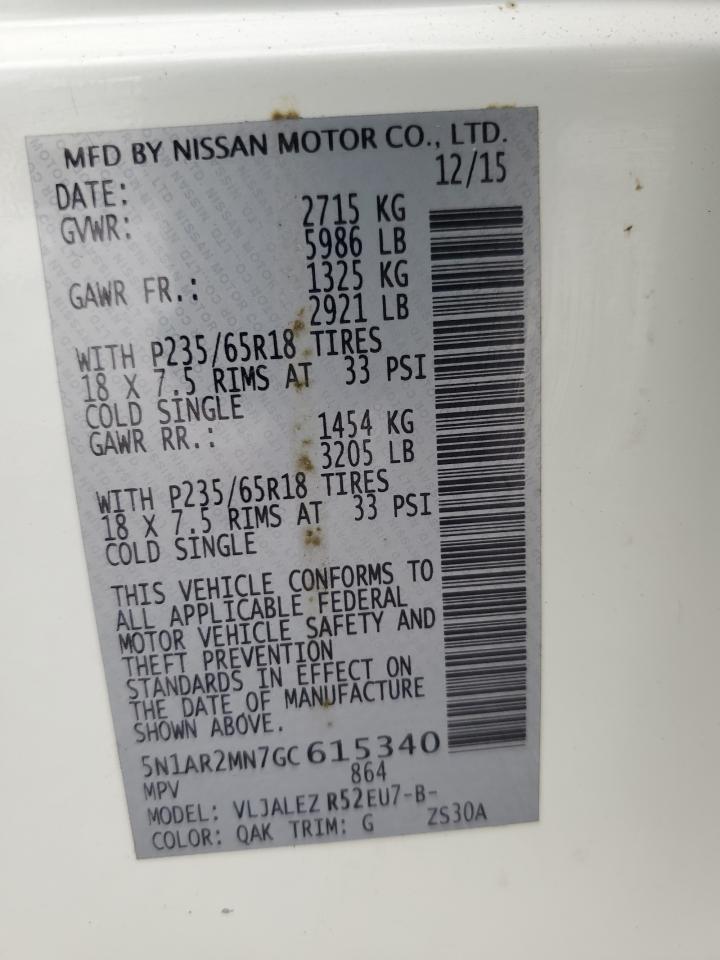 MFD BY NISSAN MOTOR CO., LTD.
DATE: 12/15
GVWR: 2715 KG
5986 LB
GAWR FR.: 1325 KG
2921 LB
WITH P235/65R18 TIRES
18 X 7.5 RIMS AT 33 PSI
COLD SINGLE
GAWR RR.: 1454 KG
3205 LB
WITH P235/65R18 TIRES
18 X 7.5 RIMS AT 33 PSI
COLD SINGLE
THIS VEHICLE CONFORMS TO
ALL APPLICABLE FEDERAL
MOTOR VEHICLE SAFETY AND
THEFT PREVENTION
STANDARDS IN EFFECT ON
THE DATE OF MANUFACTURE
SHOWN ABOVE.
5N1AR2MN7GC615340
MPV 864
MODEL: VLJALEZ R52EU7-B-
COLOR: QAK TRIM: G ZS30A